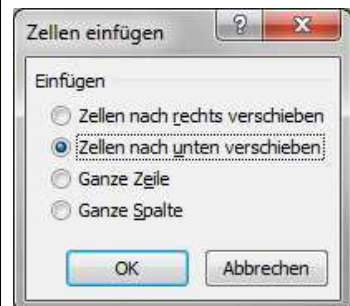 Zellen einfügen
Einfügen
Zellen nach rechts verschieben
Zellen nach unten verschieben
Ganze Zeile
Ganze Spalte
OK Abbrechen